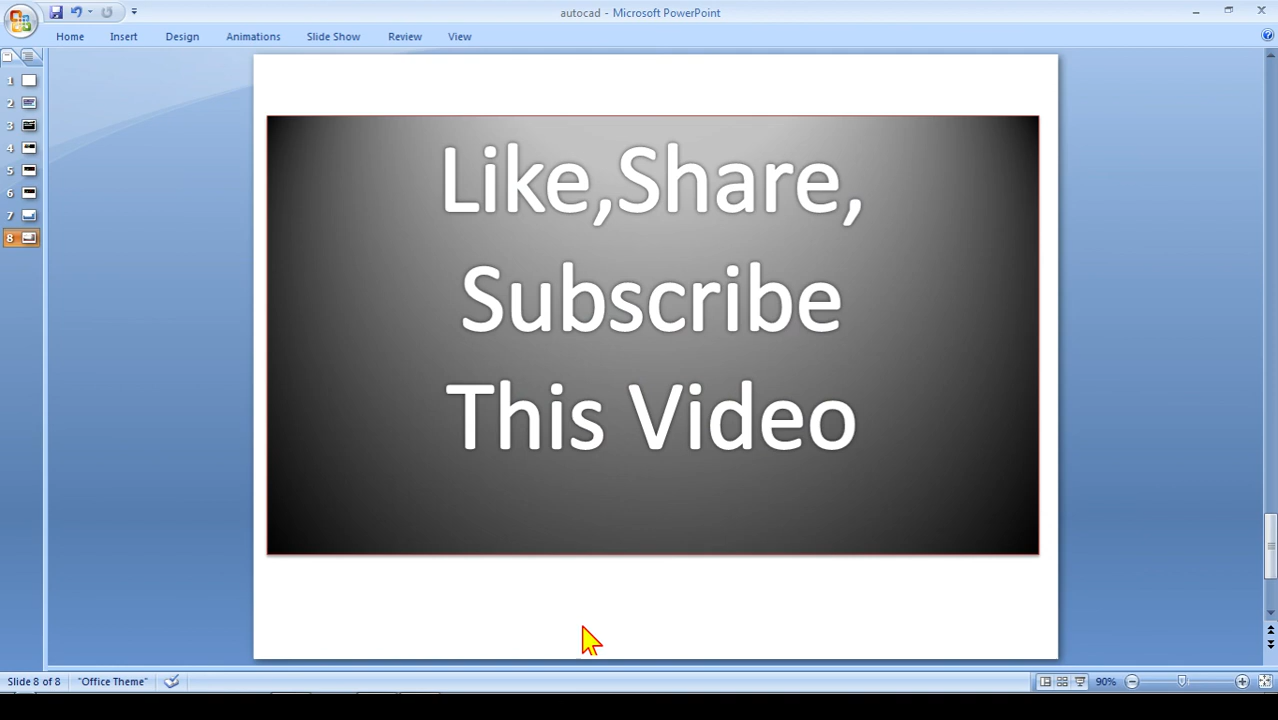 autocad - Microsoft PowerPoint
Home Insert Design Animations Slide Show Review View
1
2
3
4
5
6
7
8
Like,Share,
Subscribe
This Video
Slide 8 of 8 "Office Theme" 90%